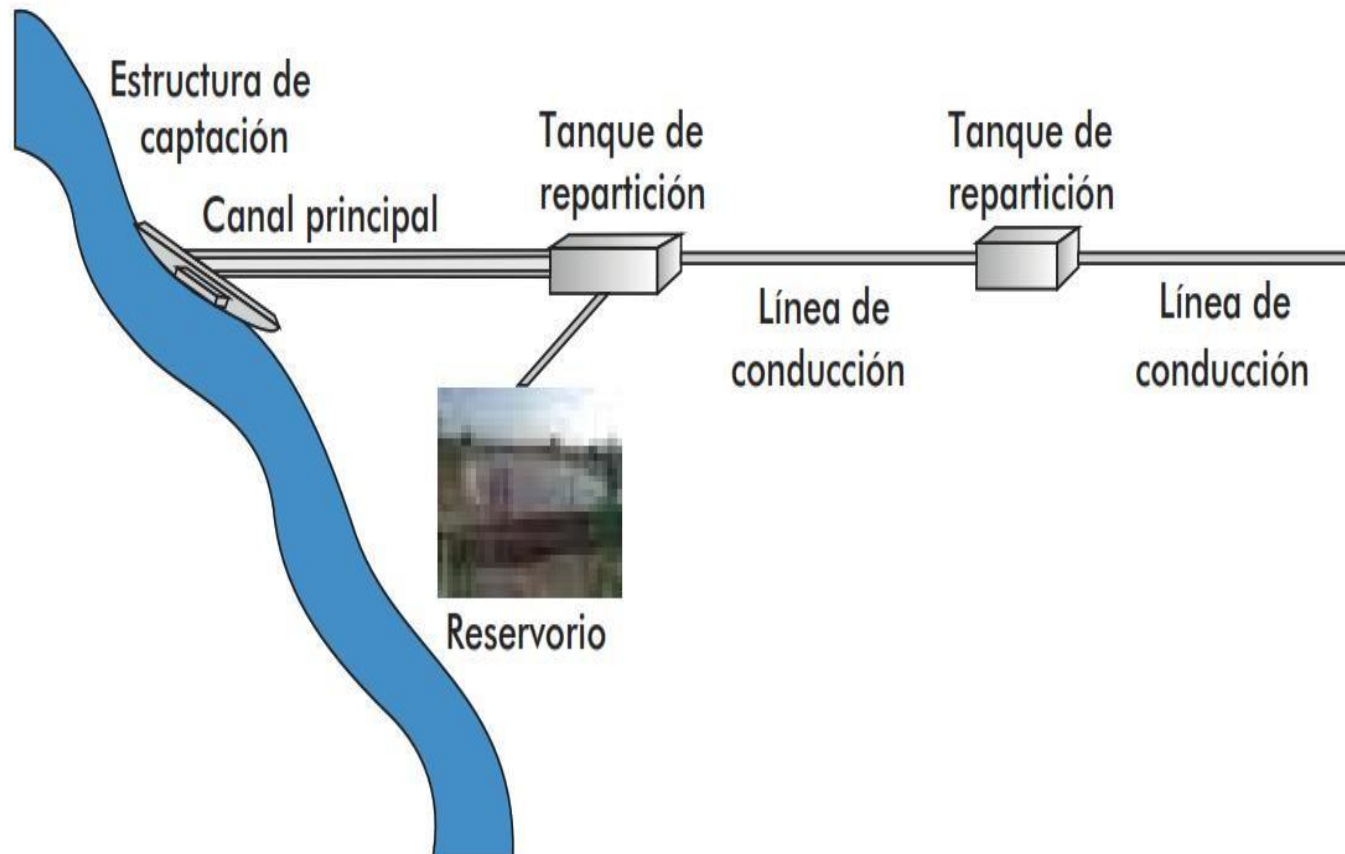 Estructura de
captación
Canal principal
Tanque de
repartición
Tanque de
repartición
Línea de
conducción
Línea de
conducción
Reservorio